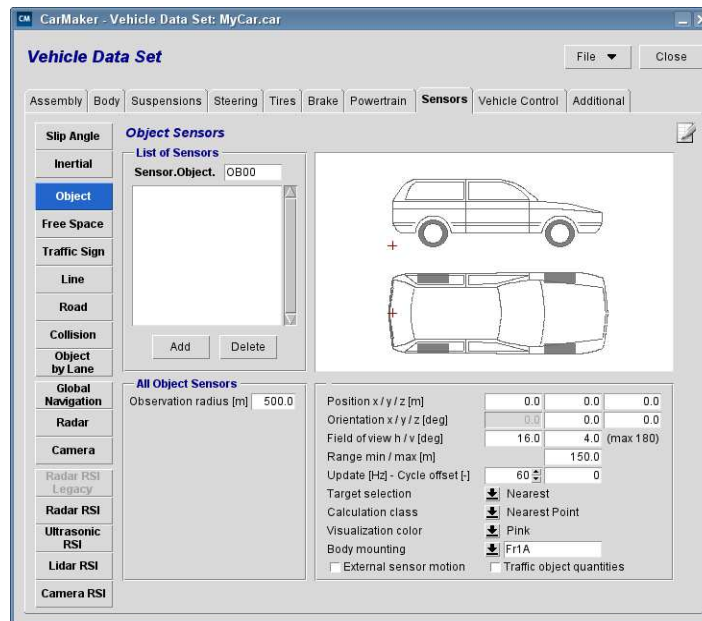 CM CarMaker - Vehicle Data Set: MyCar.car
Vehicle Data Set
File
Close
Assembly
Body
Suspensions
Steering
Tires
Brake
Powertrain
Sensors
Vehicle Control
Additional
Slip Angle
Inertial
Object
Free Space
Traffic Sign
Line
Road
Collision
Object
by Lane
Global
Navigation
Radar
Camera
Radar RSI
Legacy
Radar RSI
Ultrasonic
RSI
Lidar RSI
Camera RSI
Object Sensors
List of Sensors
Sensor.Object. OB00
Add
Delete
All Object Sensors
Observation radius [m] 500.0
Position x / y / z [m] 0.0 0.0 0.0
Orientation x / y / z [deg] 0.0 0.0 0.0
Field of view h / v [deg] 16.0 4.0 (max 180)
Range min / max [m] 150.0
Update [Hz] - Cycle offset [-] 60 0
Target selection Nearest
Calculation class Nearest Point
Visualization color Pink
Body mounting Fr1A
External sensor motion
Traffic object quantities